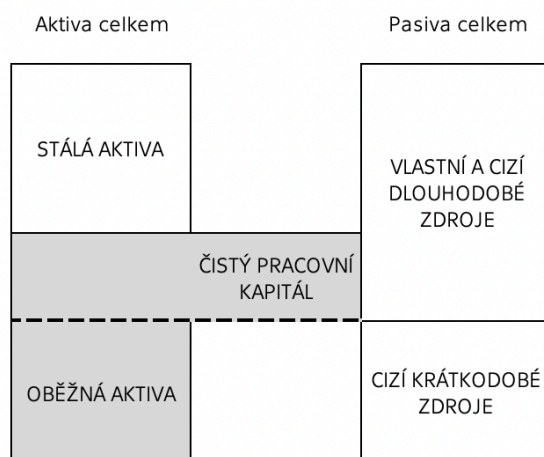 Aktiva celkem
Pasiva celkem
STÁLÁ AKTIVA
VLASTNÍ A CIZÍ
DLOUHODOBÉ
ZDROJE
ČISTÝ PRACOVNÍ
KAPITÁL
OBĚŽNÁ AKTIVA
CIZÍ KRÁTKODOBÉ
ZDROJE